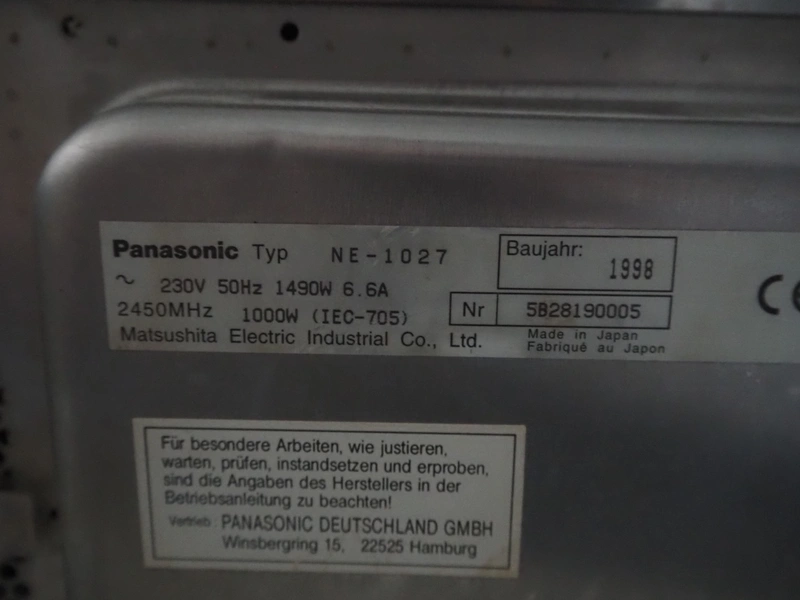 Panasonic Typ NE-1027
Baujahr: 1998
~ 230V 50Hz 1490W 6.6A
2450MHz 1000W (IEC-705)
Nr 5B28190005
Matsushita Electric Industrial Co., Ltd.
Made in Japan
Fabriqué au Japon
CE
Für besondere Arbeiten, wie justieren,
warten, prüfen, instandsetzen und erproben,
sind die Angaben des Herstellers in der
Betriebsanleitung zu beachten!
Vertrieb: PANASONIC DEUTSCHLAND GMBH
Winsbergring 15, 22525 Hamburg